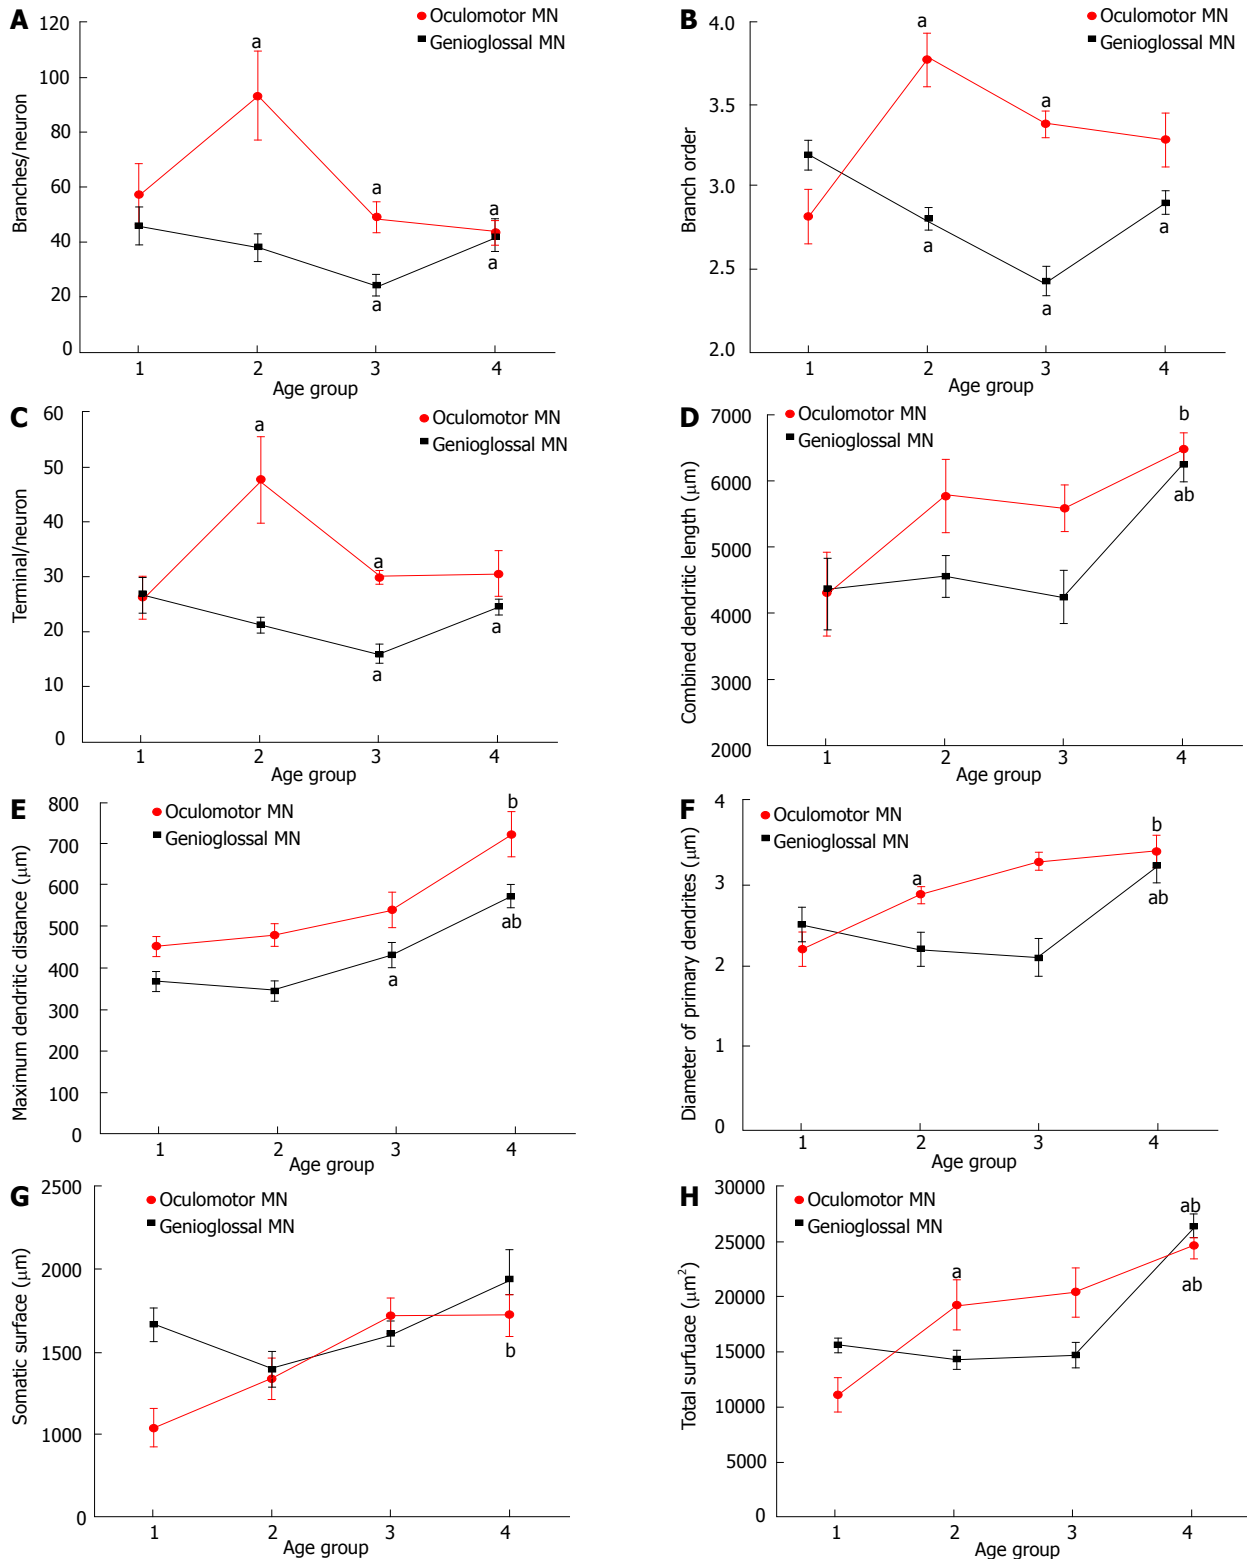 A
Oculomotor MN
Genioglossal MN
Branches/neuron
120
100
80
60
40
20
0
a
a
a
a
a
1 2 3 4
Age group
B
Oculomotor MN
Genioglossal MN
Branch order
4.0
3.5
3.0
2.5
2.0
a
a
a
a
a
1 2 3 4
Age group
C
Oculomotor MN
Genioglossal MN
Terminal/neuron
60
50
40
30
20
10
0
a
a
a
a
1 2 3 4
Age group
D
Oculomotor MN
Genioglossal MN
Combined dendritic length (μm)
7000
6000
5000
4000
3000
2000
b
ab
1 2 3 4
Age group
E
Oculomotor MN
Genioglossal MN
Maximum dendritic distance (μm)
800
700
600
500
400
300
200
100
0
b
ab
a
1 2 3 4
Age group
F
Oculomotor MN
Genioglossal MN
Diameter of primary dendrites (μm)
4
3
2
1
0
a
b
ab
1 2 3 4
Age group
G
Oculomotor MN
Genioglossal MN
Somatic surface (μm)
2500
2000
1500
1000
0
b
1 2 3 4
Age group
H
Oculomotor MN
Genioglossal MN
Total surfuace (μm²)
30000
25000
20000
15000
10000
5000
0
a
ab
ab
1 2 3 4
Age group